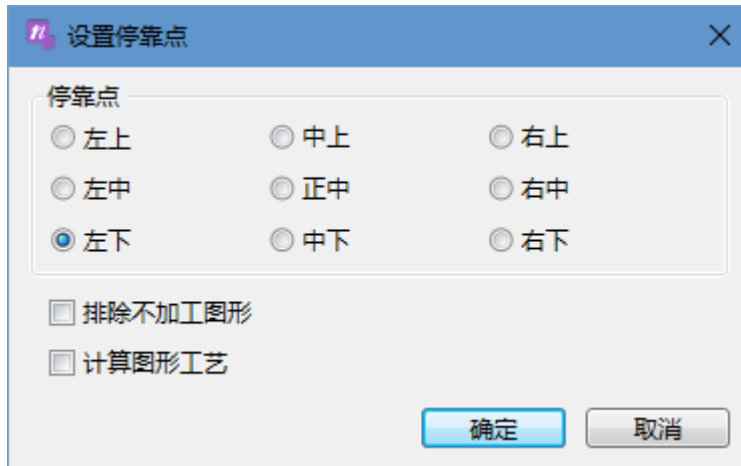 设置停靠点
停靠点
左上 中上 右上
左中 正中 右中
左下 中下 右下
排除不加工图形
计算图形工艺
确定 取消